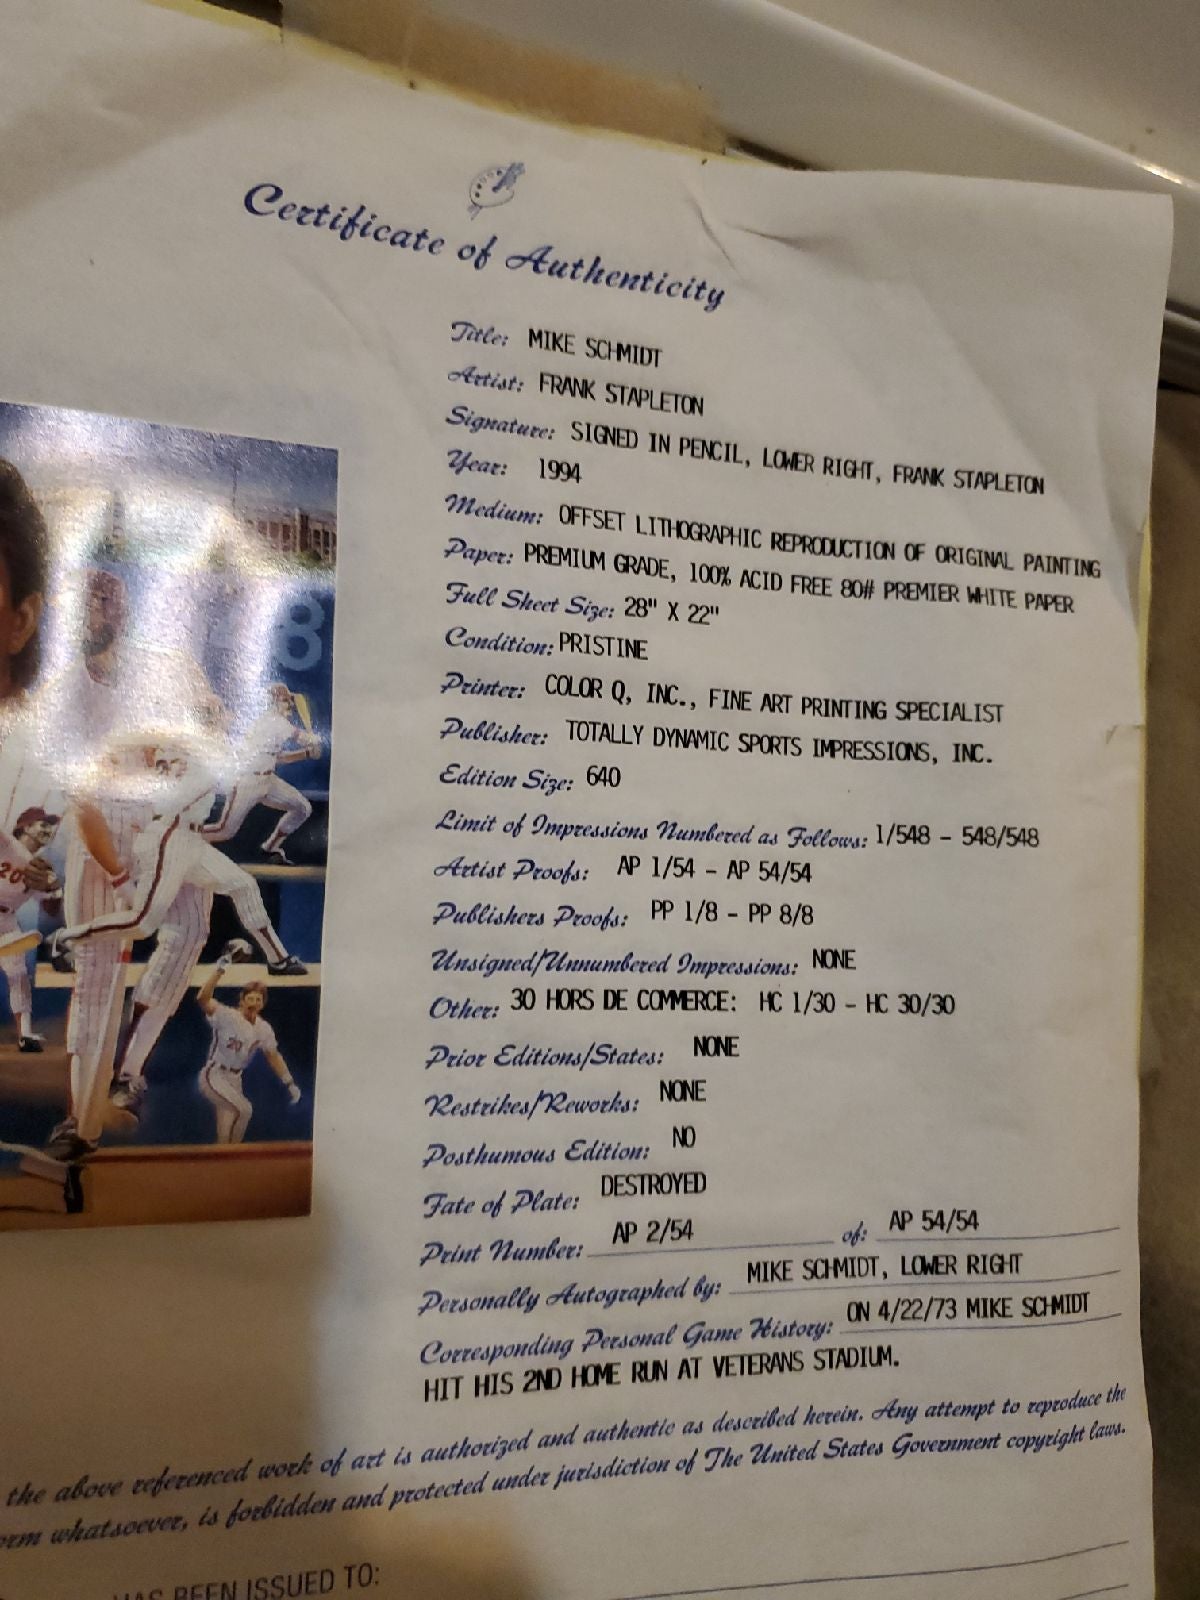 Certificate of Authenticity
Title: MIKE SCHMIDT
Artist: FRANK STAPLETON
Signature: SIGNED IN PENCIL, LOWER RIGHT, FRANK STAPLETON
Year: 1994
Medium: OFFSET LITHOGRAPHIC REPRODUCTION OF ORIGINAL PAINTING
Paper: PREMIUM GRADE, 100% ACID FREE 80# PREMIER WHITE PAPER
Full Sheet Size: 28" X 22"
Condition: PRISTINE
Printer: COLOR Q, INC., FINE ART PRINTING SPECIALIST
Publisher: TOTALLY DYNAMIC SPORTS IMPRESSIONS, INC.
Edition Size: 640
Limit of Impressions Numbered as Follows: 1/548 - 548/548
Artist Proofs: AP 1/54 - AP 54/54
Publishers Proofs: PP 1/8 - PP 8/8
Unsigned/Unnumbered Impressions: NONE
Other: 30 HORS DE COMMERCE: HC 1/30 - HC 30/30
Prior Editions/States: NONE
Restrikes/Reworks: NONE
Posthumous Edition: NO
Fate of Plate: DESTROYED
Print Number: AP 2/54 of: AP 54/54
Personally Autographed by: MIKE SCHMIDT, LOWER RIGHT
Corresponding Personal Game History: ON 4/22/73 MIKE SCHMIDT
HIT HIS 2ND HOME RUN AT VETERANS STADIUM.
the above referenced work of art is authorized and authentic as described herein. Any attempt to reproduce the
orm whatsoever, is forbidden and protected under jurisdiction of The United States Government copyright laws.
HAS BEEN ISSUED TO:
8
20
20